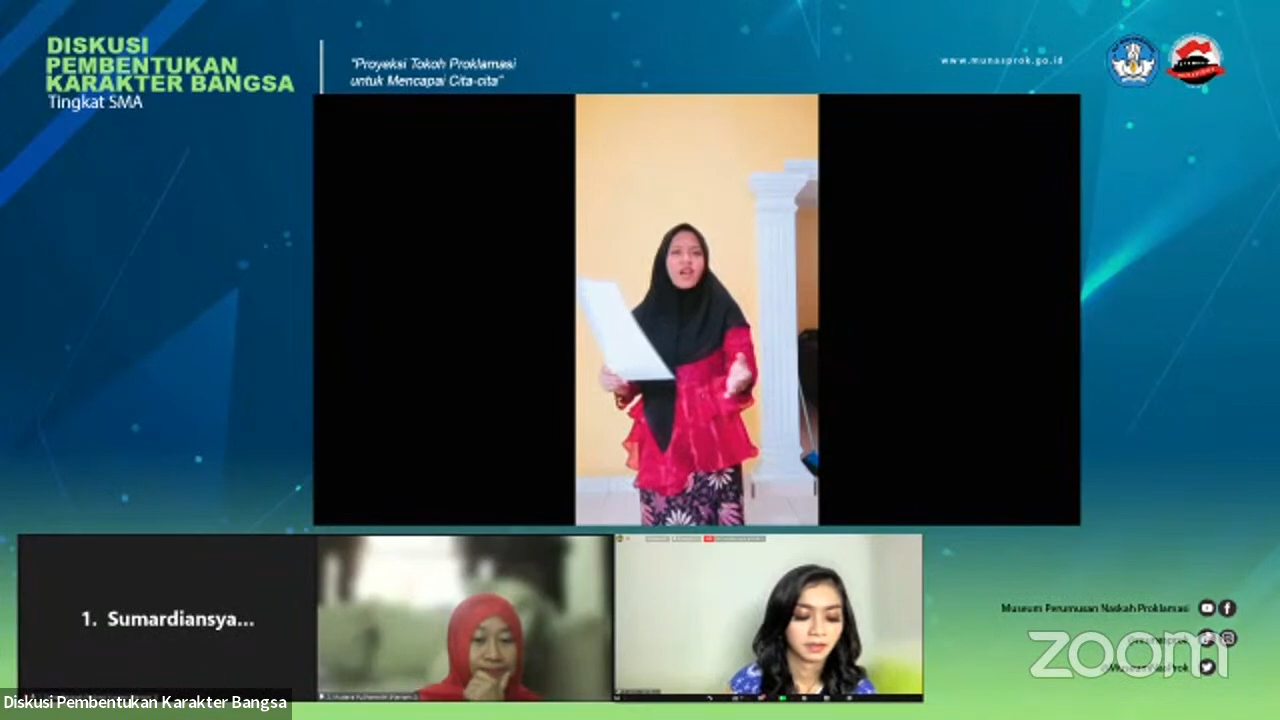 DISKUSI
PEMBENTUKAN
KARAKTER BANGSA
Tingkat SMA
"Proyeksi Tokoh Proklamasi
untuk Mencapai Cita-cita"
www.munasprok.go.id
1. Sumardiansya...
Museum Perumusan Naskah Proklamasi
zoom
Diskusi Pembentukan Karakter Bangsa